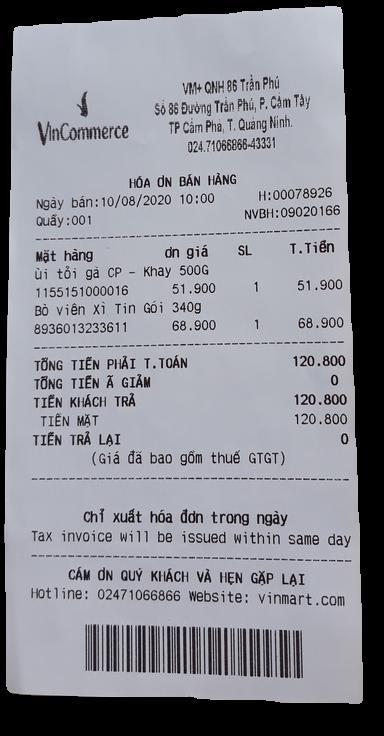 VinCommerce
VM+ QNH 86 Trần Phú
Số 86 Đường Trần Phú, P. Cẩm Tây
TP Cẩm Phả, T. Quảng Ninh.
024.71066866-43331
HÓA ƠN BÁN HÀNG
Ngày bán:10/08/2020 10:00 H:00078926
Quầy:001 NVBH:09020166
Mặt hàng ơn giá SL T.Tiền
ùi tỏi gà CP - Khay 500G
1155151000016 51.900 1 51.900
Bò viên Xì Tin Gói 340g
8936013233611 68.900 1 68.900
TỔNG TIỀN PHẢI T.TOÁN 120.800
TỔNG TIỀN Ã GIẢM 0
TIỀN KHÁCH TRẢ 120.800
TIỀN MẶT 120.800
TIỀN TRẢ LẠI 0
(Giá đã bao gồm thuế GTGT)
Chỉ xuất hóa đơn trong ngày
Tax invoice will be issued within same day
CẢM ƠN QUÝ KHÁCH VÀ HẸN GẶP LẠI
Hotline: 02471066866 Website: vinmart.com